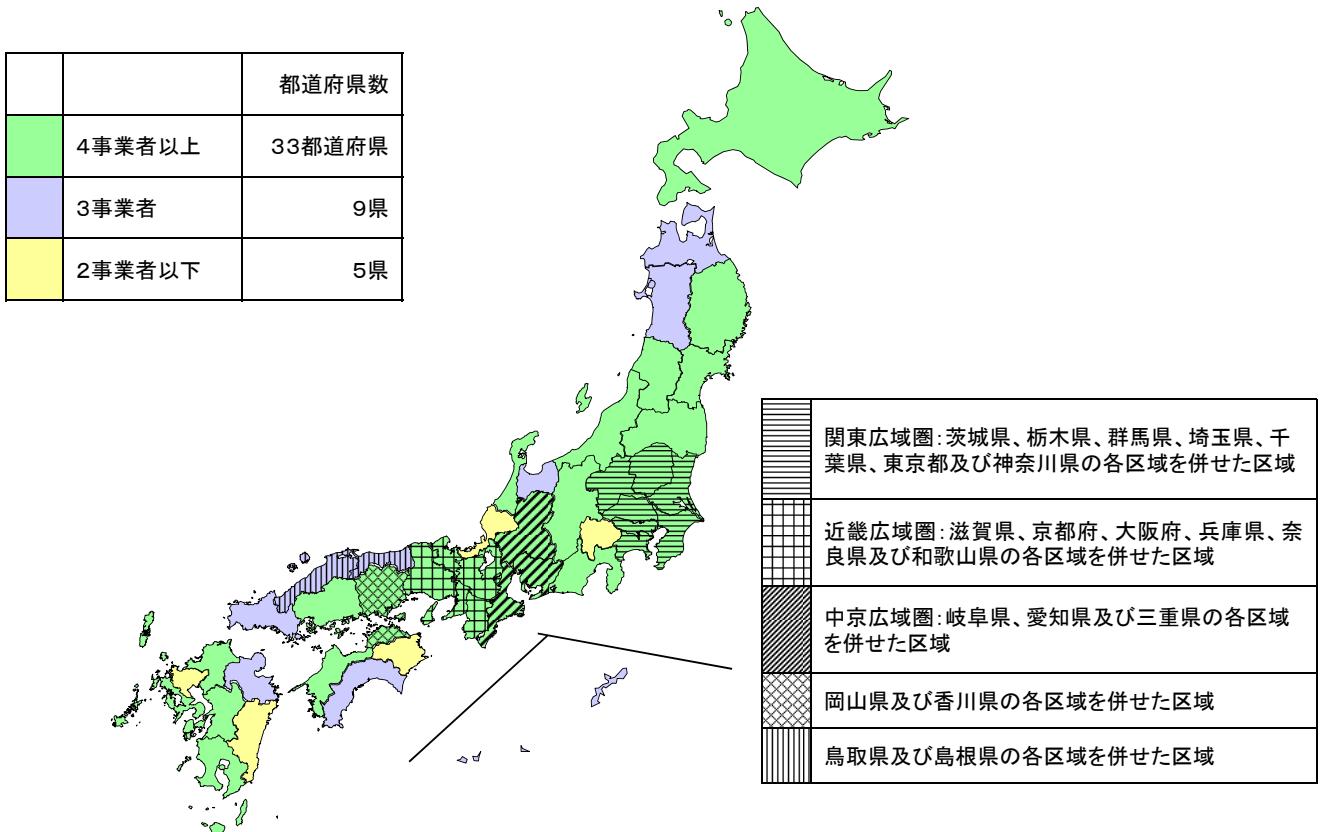 都道府県数
4事業者以上 33都道府県
3事業者 9県
2事業者以下 5県
関東広域圏:茨城県、栃木県、群馬県、埼玉県、千
葉県、東京都及び神奈川県の各区域を併せた区域
近畿広域圏:滋賀県、京都府、大阪府、兵庫県、奈
良県及び和歌山県の各区域を併せた区域
中京広域圏:岐阜県、愛知県及び三重県の各区域
を併せた区域
岡山県及び香川県の各区域を併せた区域
鳥取県及び島根県の各区域を併せた区域